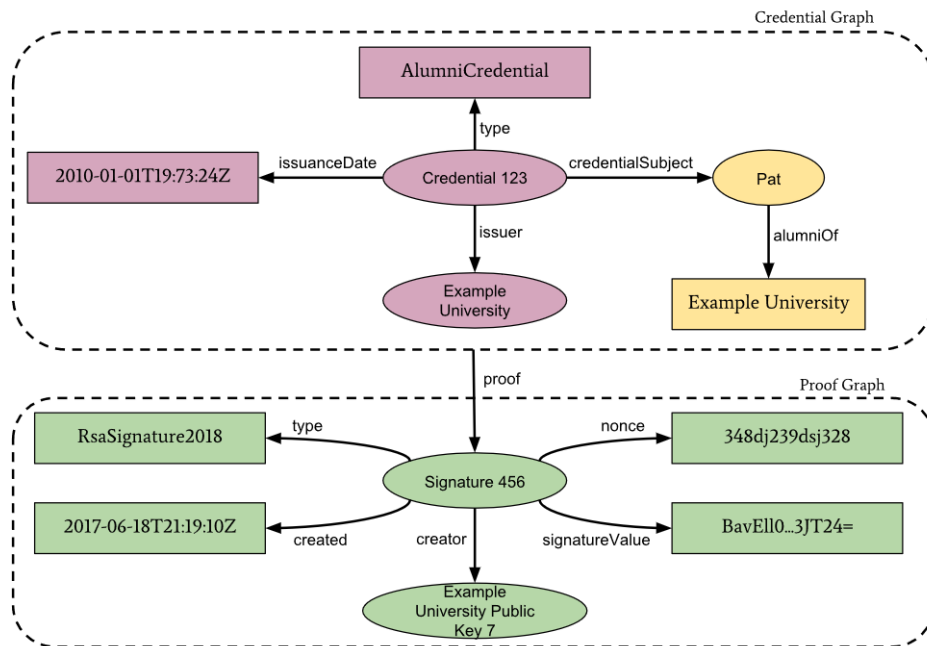 Credential Graph
AlumniCredential
type
issuanceDate
credentialSubject
2010-01-01T19:73:24Z
Credential 123
Pat
issuer
alumniOf
Example
University
Example University
proof
Proof Graph
RsaSignature2018
type
nonce
348dj239dsj328
Signature 456
2017-06-18T21:19:10Z
created
creator
signatureValue
BavEll0...3JT24=
Example
University Public
Key 7